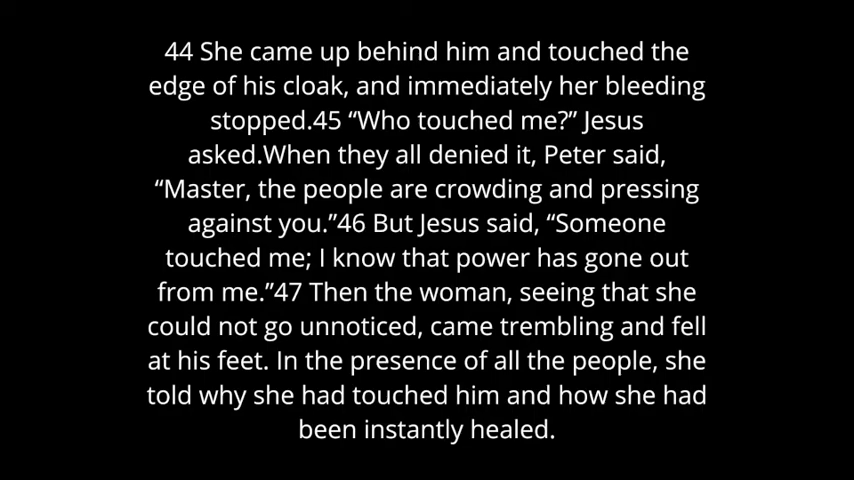 44 She came up behind him and touched the
edge of his cloak, and immediately her bleeding
stopped.45 “Who touched me?” Jesus
asked.When they all denied it, Peter said,
“Master, the people are crowding and pressing
against you.”46 But Jesus said, “Someone
touched me; I know that power has gone out
from me.”47 Then the woman, seeing that she
could not go unnoticed, came trembling and fell
at his feet. In the presence of all the people, she
told why she had touched him and how she had
been instantly healed.